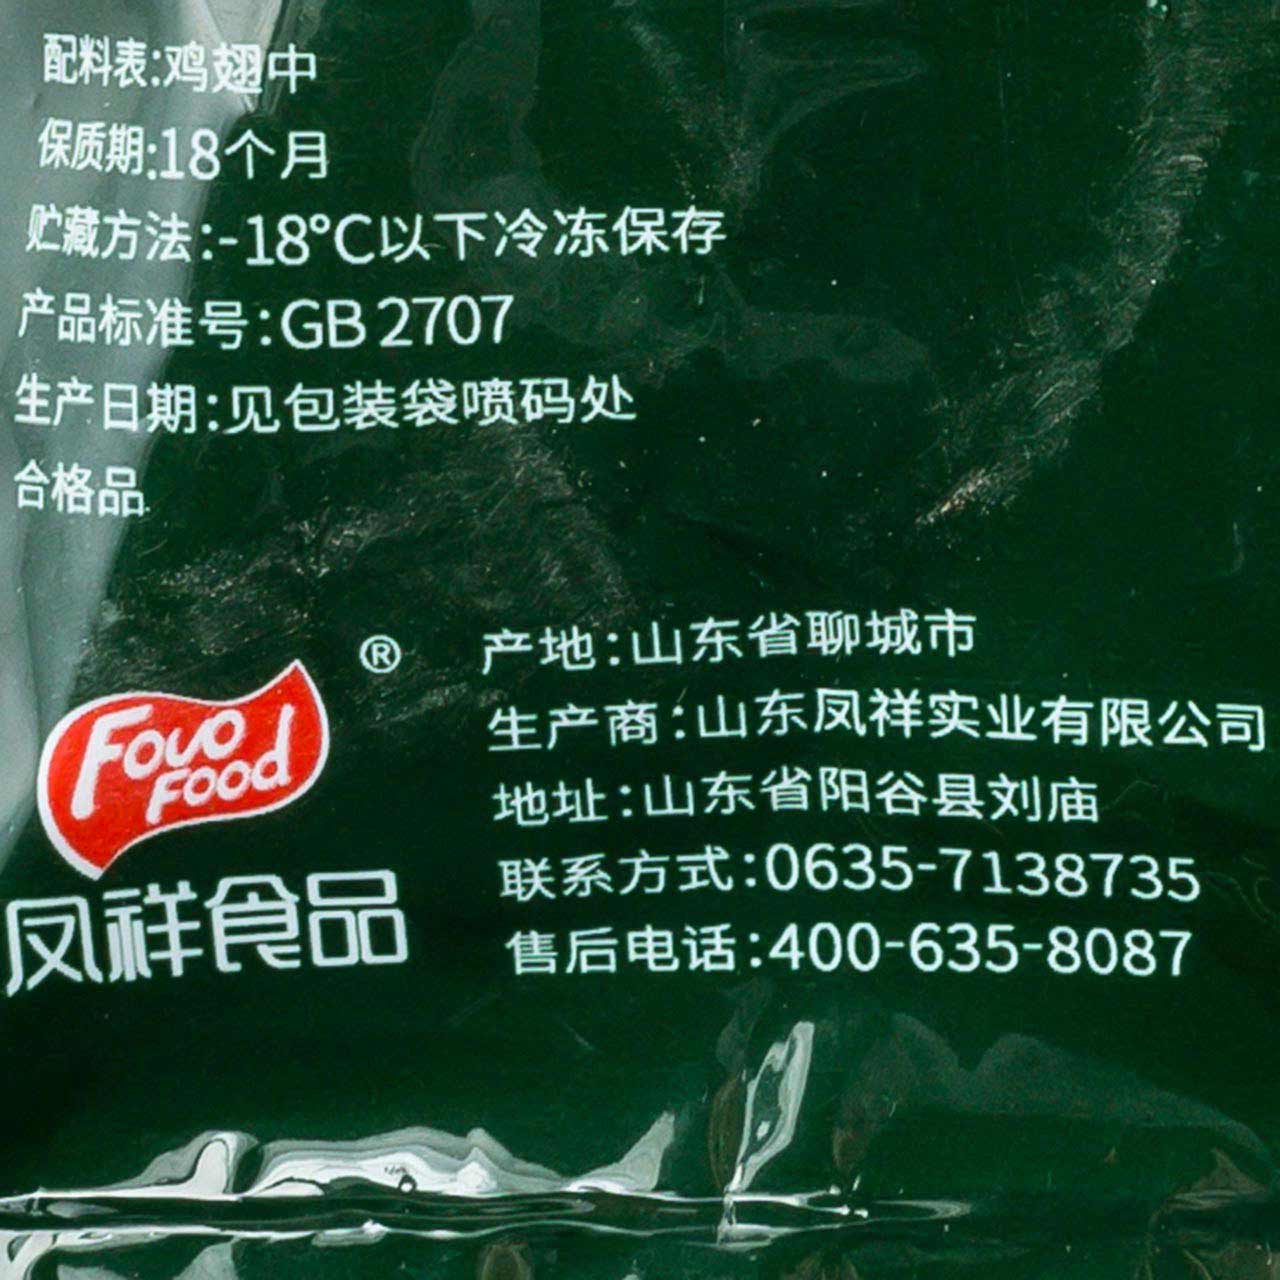 配料表:鸡翅中
保质期:18个月
贮藏方法:-18°C以下冷冻保存
产品标准号:GB 2707
生产日期:见包装袋喷码处
合格品
®
Fovo
Food
凤祥食品
产地:山东省聊城市
生产商:山东凤祥实业有限公司
地址:山东省阳谷县刘庙
联系方式:0635-7138735
售后电话:400-635-8087